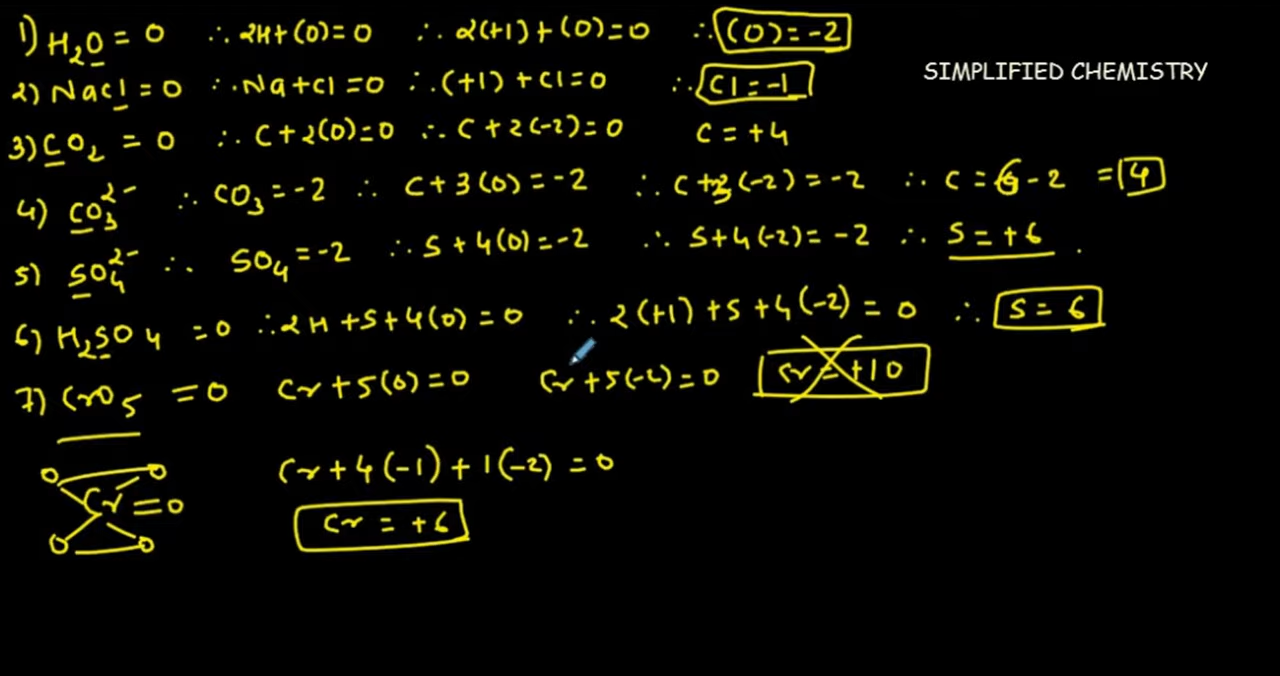 1) H₂O = 0 ∴ 2H + (O) = 0 ∴ 2(+1) + (O) = 0 ∴ (O) = -2
SIMPLIFIED CHEMISTRY
2) NaCl = 0 ∴ Na + Cl = 0 ∴ (+1) + Cl = 0 ∴ Cl = -1
3) CO₂ = 0 ∴ C + 2(O) = 0 ∴ C + 2(-2) = 0 C = +4
4) CO₃²⁻ ∴ CO₃ = -2 ∴ C + 3(O) = -2 ∴ C + 3(-2) = -2 ∴ C = 6 - 2 = 4
5) SO₄²⁻ ∴ SO₄ = -2 ∴ S + 4(O) = -2 ∴ S + 4(-2) = -2 ∴ S = +6
6) H₂SO₄ = 0 ∴ 2H + S + 4(O) = 0 ∴ 2(+1) + S + 4(-2) = 0 ∴ S = 6
7) CrO₅ = 0 Cr + 5(O) = 0 Cr + 5(-2) = 0 Cr = +10
O O
Cr = O
O O
Cr + 4(-1) + 1(-2) = 0
Cr = +6